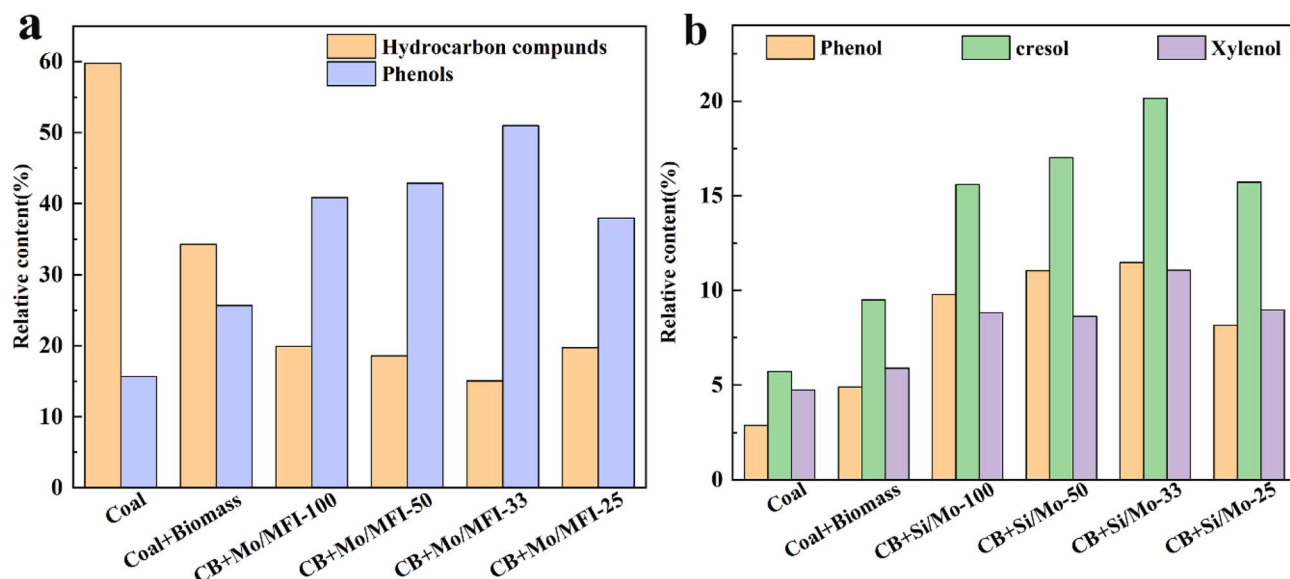 a
Hydrocarbon compunds
Phenols
Relative content(%)
60
50
40
30
20
10
0
Coal
Coal+Biomass
CB+Mo/MFI-100
CB+Mo/MFI-50
CB+Mo/MFI-33
CB+Mo/MFI-25
b
Phenol cresol Xylenol
Relative content(%)
20
15
10
5
0
Coal
Coal+Biomass
CB+Si/Mo-100
CB+Si/Mo-50
CB+Si/Mo-33
CB+Si/Mo-25